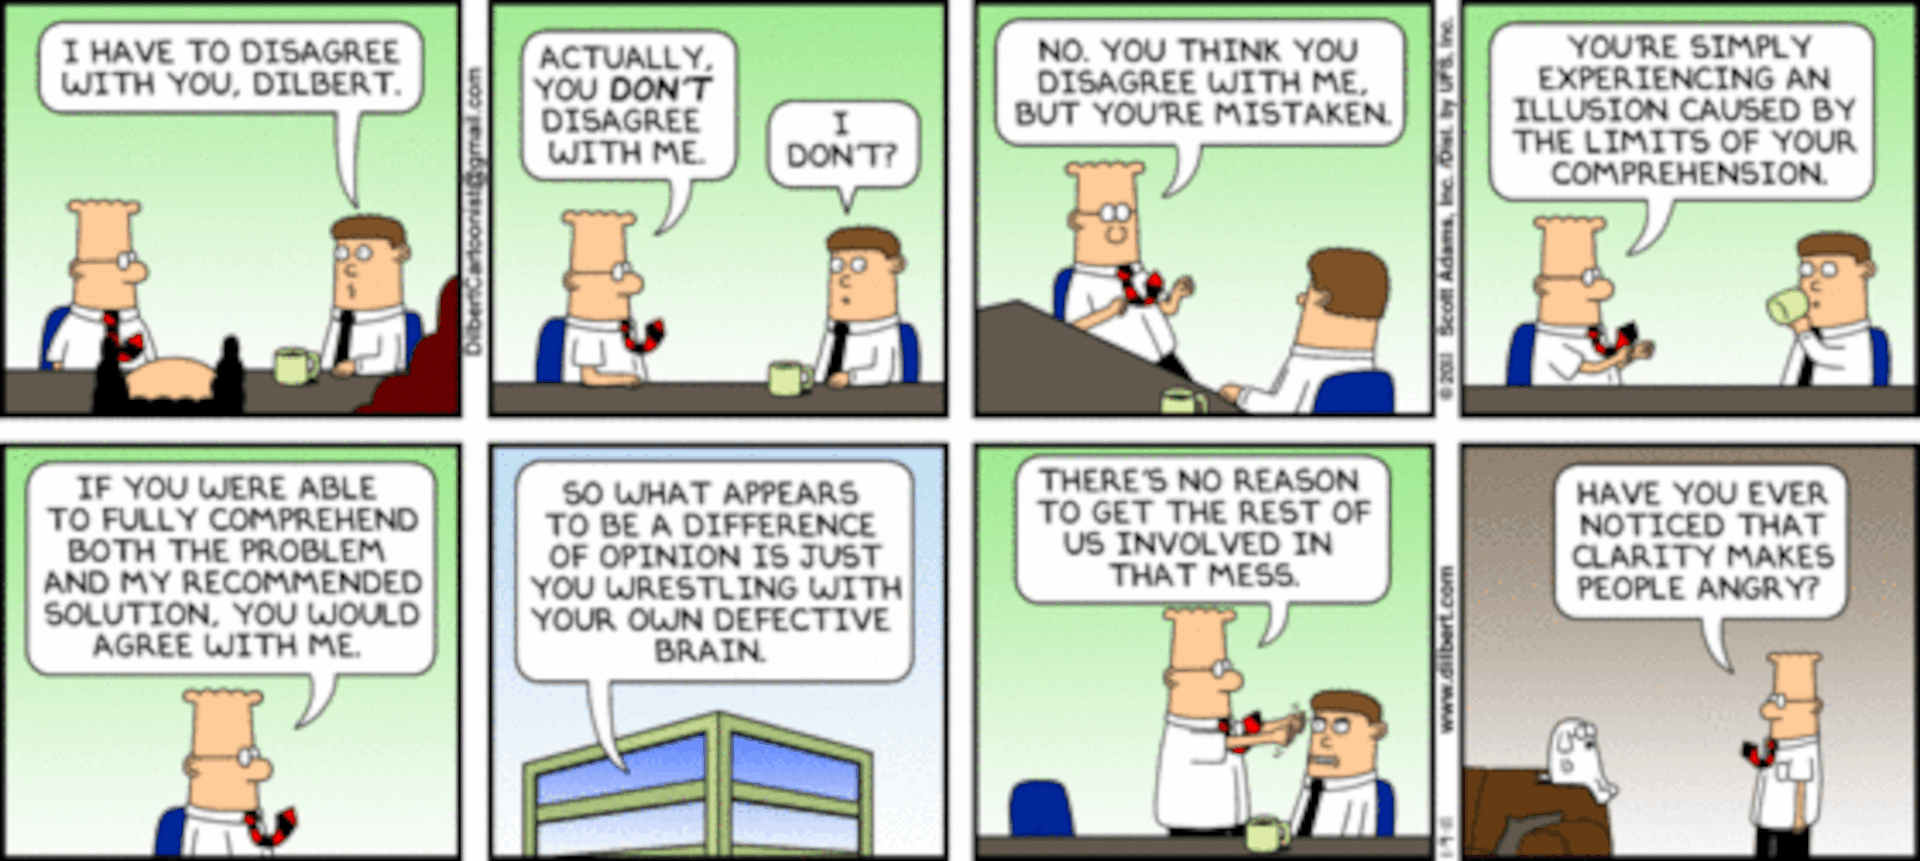 I HAVE TO DISAGREE
WITH YOU, DILBERT.
DilbertCartoonist@gmail.com
ACTUALLY,
YOU DON'T
DISAGREE
WITH ME.
I
DON'T?
NO. YOU THINK YOU
DISAGREE WITH ME,
BUT YOU'RE MISTAKEN.
©2011 Scott Adams, Inc. /Dist. by UFS, Inc.
YOU'RE SIMPLY
EXPERIENCING AN
ILLUSION CAUSED BY
THE LIMITS OF YOUR
COMPREHENSION.
IF YOU WERE ABLE
TO FULLY COMPREHEND
BOTH THE PROBLEM
AND MY RECOMMENDED
SOLUTION, YOU WOULD
AGREE WITH ME.
SO WHAT APPEARS
TO BE A DIFFERENCE
OF OPINION IS JUST
YOU WRESTLING WITH
YOUR OWN DEFECTIVE
BRAIN.
THERE'S NO REASON
TO GET THE REST OF
US INVOLVED IN
THAT MESS.
www.dilbert.com
HAVE YOU EVER
NOTICED THAT
CLARITY MAKES
PEOPLE ANGRY?